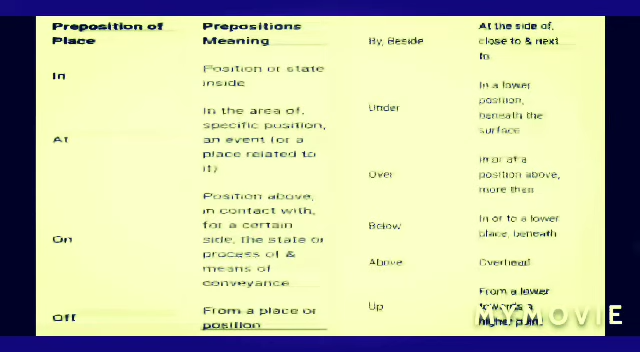 Preposition of
Place
Prepositions
Meaning
In
Position or state
inside
At
In the area of,
specific position,
an event (or a
place related to
it)
On
Position above,
in contact with,
for a certain
side, the state or
process of &
means of
conveyance
Off
From a place or
position
By, Beside
At the side of,
close to & next
to
Under
In a lower
position,
beneath the
surface
Over
In or at a
position above,
more than
Below
In or to a lower
place, beneath
Above
Overhead
Up
From a lower
towards a
higher
MY MOVIE